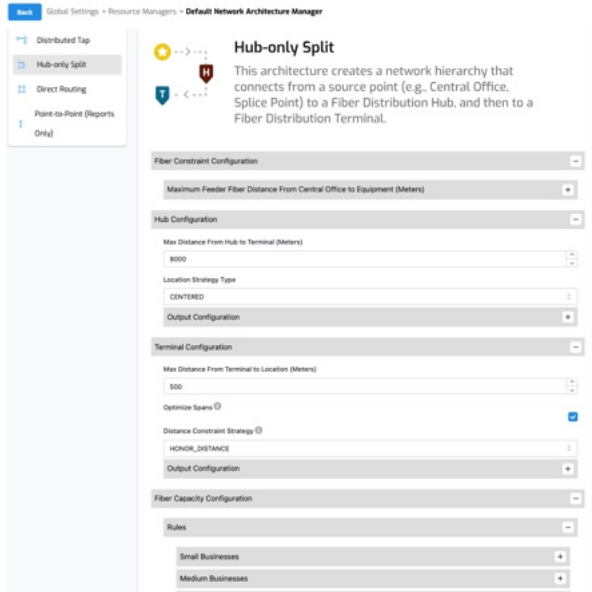 Back Global Settings > Resource Managers > Default Network Architecture Manager
Distributed Tap
Hub-only Split
Direct Routing
Point-to-Point (Reports
Only)
H
T
Hub-only Split
This architecture creates a network hierarchy that
connects from a source point (e.g., Central Office,
Splice Point) to a Fiber Distribution Hub, and then to a
Fiber Distribution Terminal.
Fiber Constraint Configuration
Maximum Feeder Fiber Distance From Central Office to Equipment (Meters)
Hub Configuration
Max Distance From Hub to Terminal (Meters)
8000
Location Strategy Type
CENTERED
Output Configuration
Terminal Configuration
Max Distance From Terminal to Location (Meters)
500
Optimize Spans
Distance Constraint Strategy
HONOR_DISTANCE
Output Configuration
Fiber Capacity Configuration
Rules
Small Businesses
Medium Businesses